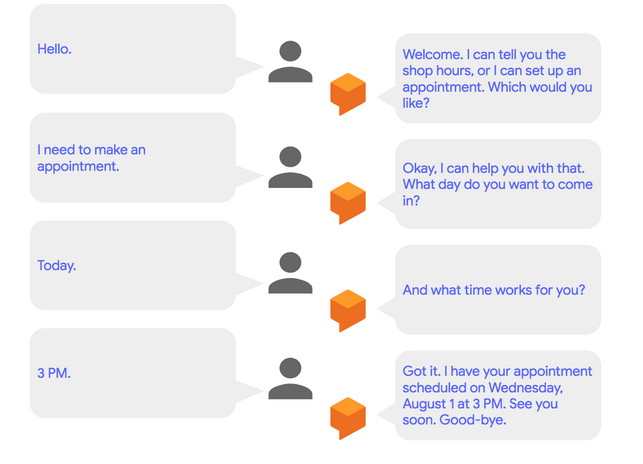 Hello.
Welcome. I can tell you the
shop hours, or I can set up an
appointment. Which would you
like?
I need to make an
appointment.
Okay, I can help you with that.
What day do you want to come
in?
Today.
And what time works for you?
3 PM.
Got it. I have your appointment
scheduled on Wednesday,
August 1 at 3 PM. See you
soon. Good-bye.